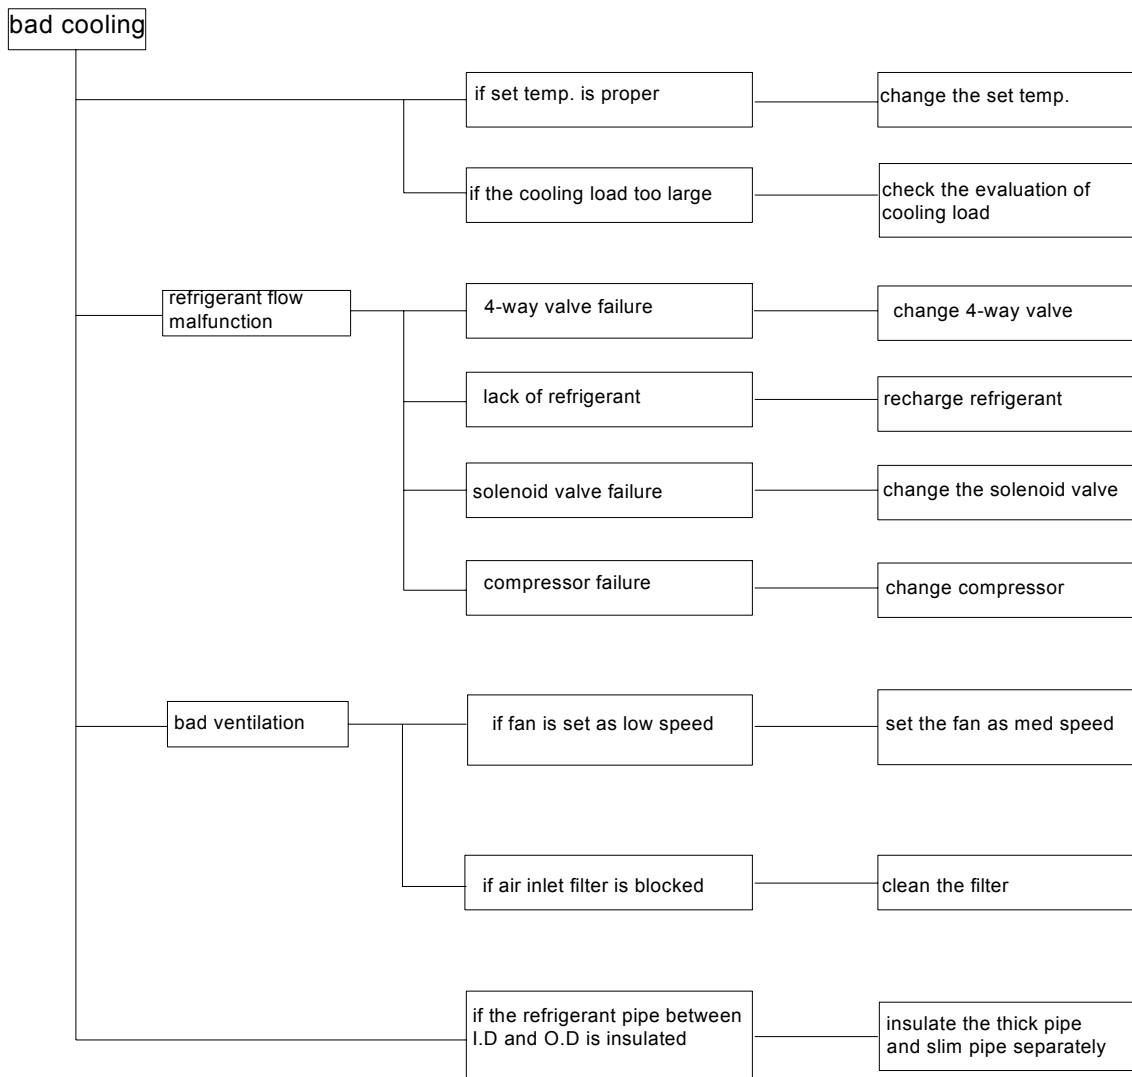 bad cooling
if set temp. is proper
change the set temp.
if the cooling load too large
check the evaluation of
cooling load
refrigerant flow
malfunction
4-way valve failure
change 4-way valve
lack of refrigerant
recharge refrigerant
solenoid valve failure
change the solenoid valve
compressor failure
change compressor
bad ventilation
if fan is set as low speed
set the fan as med speed
if air inlet filter is blocked
clean the filter
if the refrigerant pipe between
I.D and O.D is insulated
insulate the thick pipe
and slim pipe separately